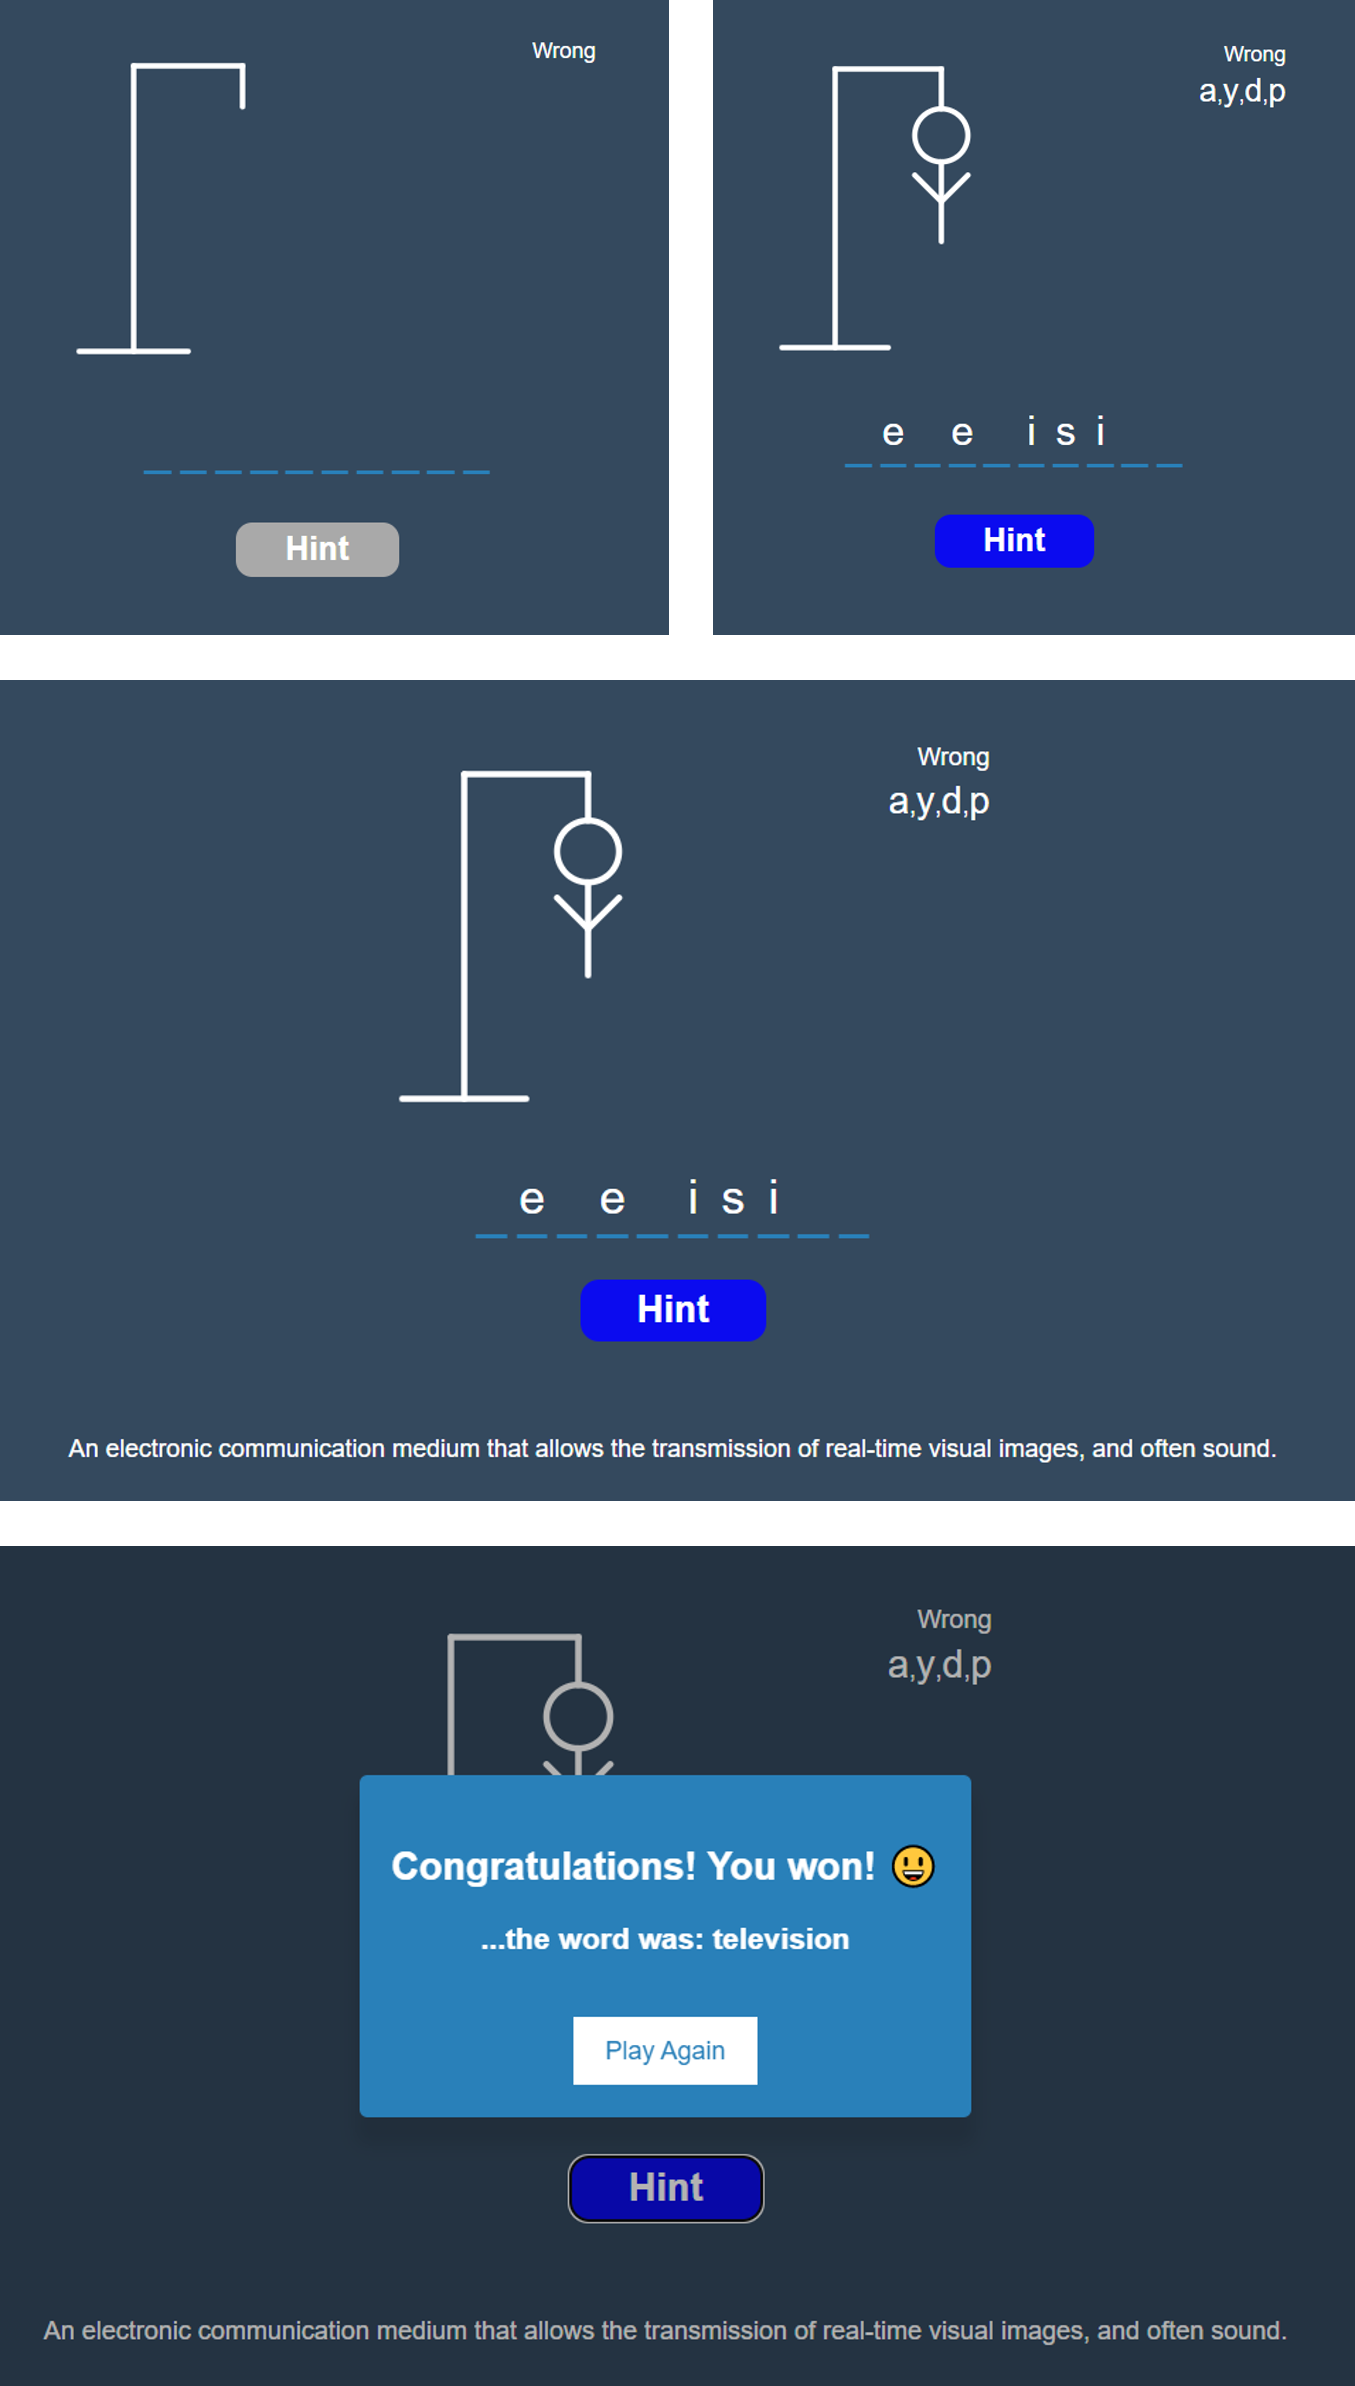 Wrong
Hint
Wrong
a,y,d,p
e e i s i
Hint
Wrong
a,y,d,p
e e i s i
Hint
An electronic communication medium that allows the transmission of real-time visual images, and often sound.
Wrong
a,y,d,p
Congratulations! You won! 😃
...the word was: television
Play Again
Hint
An electronic communication medium that allows the transmission of real-time visual images, and often sound.